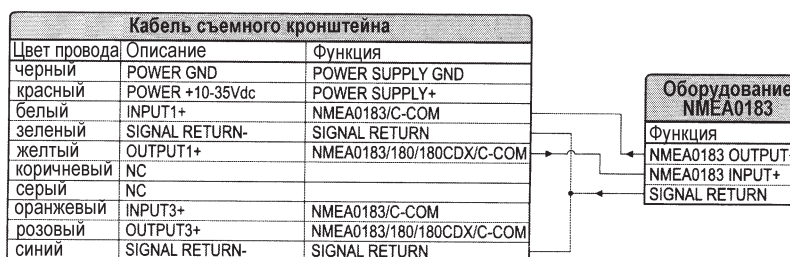 Кабель съемного кронштейна
Цвет провода Описание Функция
черный POWER GND POWER SUPPLY GND
красный POWER +10-35Vdc POWER SUPPLY+
белый INPUT1+ NMEA0183/C-COM
зеленый SIGNAL RETURN- SIGNAL RETURN
желтый OUTPUT1+ NMEA0183/180/180CDX/C-COM
коричневый NC
серый NC
оранжевый INPUT3+ NMEA0183/C-COM
розовый OUTPUT3+ NMEA0183/180/180CDX/C-COM
синий SIGNAL RETURN- SIGNAL RETURN
Оборудование
NMEA0183
Функция
NMEA0183 OUTPUT+
NMEA0183 INPUT+
SIGNAL RETURN